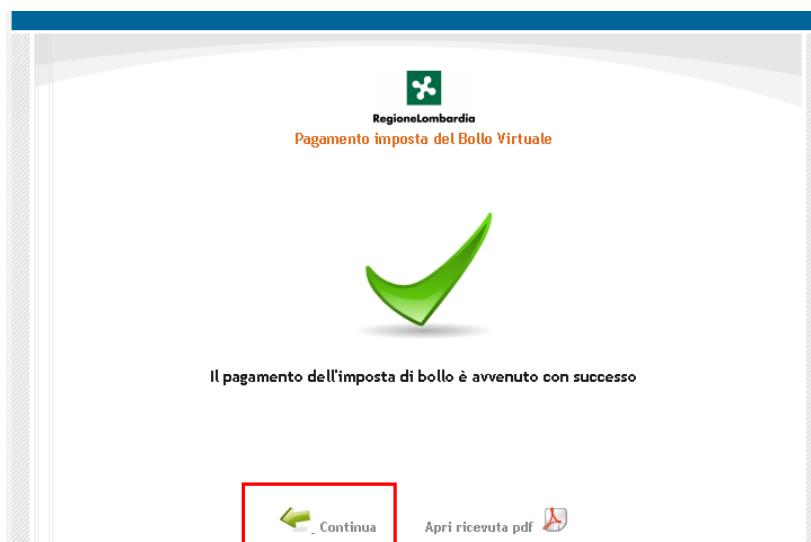 RegioneLombardia
Pagamento imposta del Bollo Virtuale
Il pagamento dell'imposta di bollo è avvenuto con successo
Continua Apri ricevuta pdf